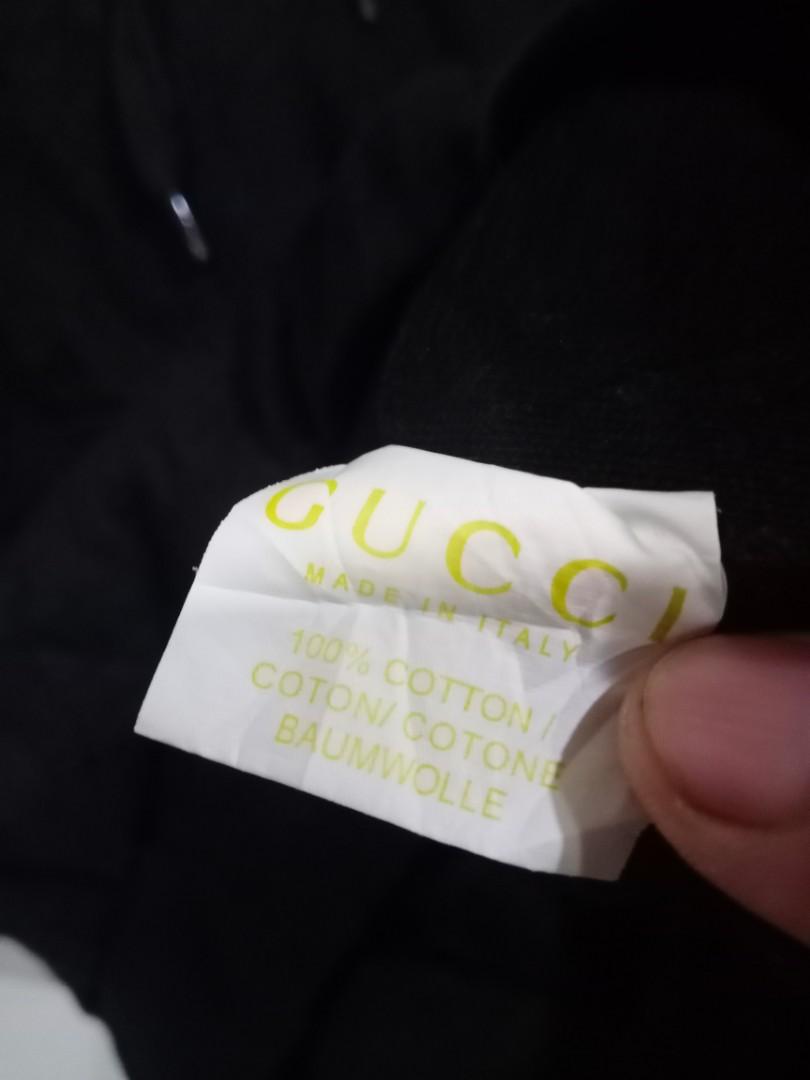 GUCCI
MADE IN ITALY
100% COTTON /
COTON/ COTONE
BAUMWOLLE